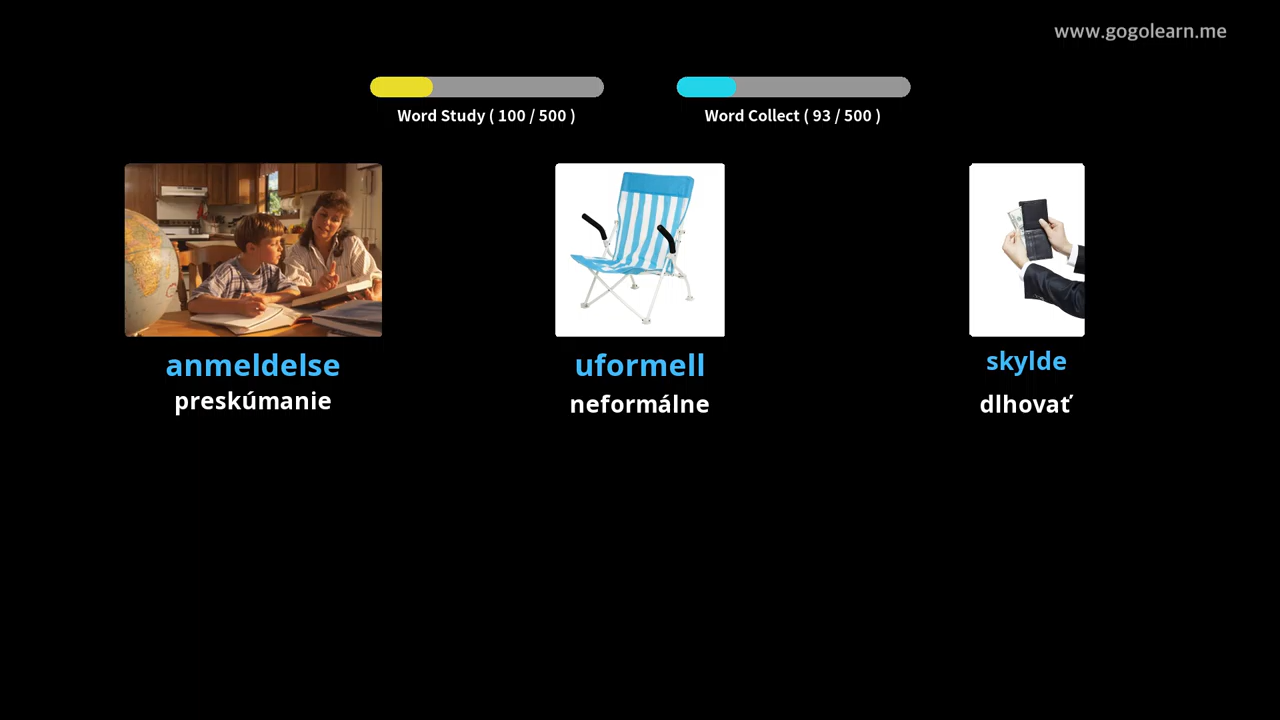 www.gogolearn.me
Word Study ( 100 / 500 )
Word Collect ( 93 / 500 )
anmeldelse
preskúmanie
uformell
neformálne
skylde
dlhovať